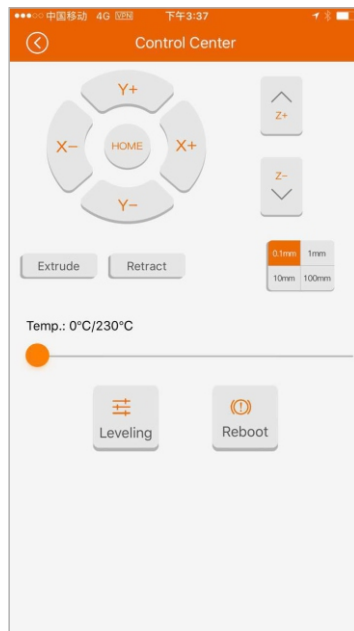 中国移动 4G VPN 下午3:37
Control Center
Y+
X- HOME X+
Y-
Z+
Z-
Extrude Retract
0.1mm 1mm
10mm 100mm
Temp.: 0°C/230°C
Leveling Reboot